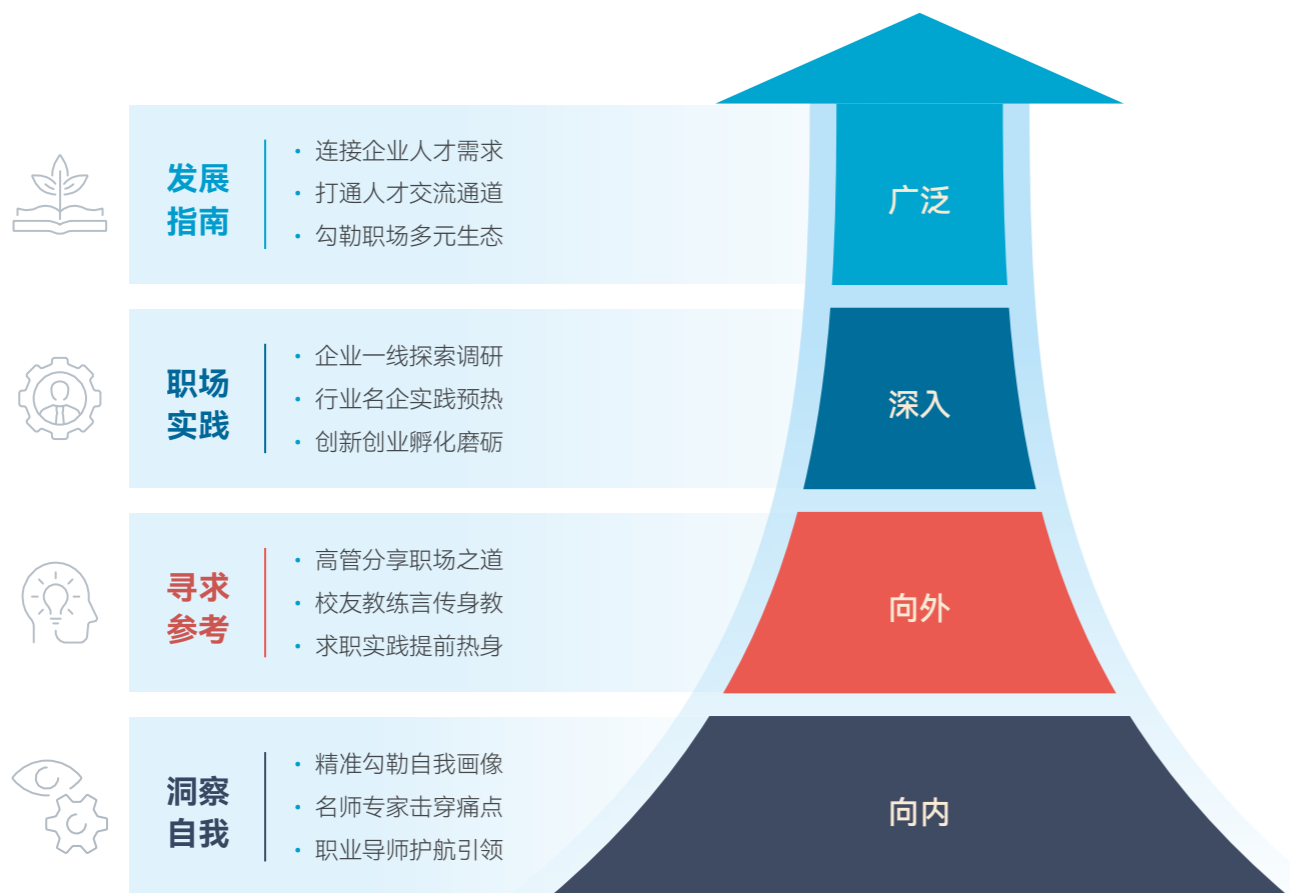 发展
指南
• 连接企业人才需求
• 打通人才交流通道
• 勾勒职场多元生态
广泛
职场
实践
• 企业一线探索调研
• 行业名企实践预热
• 创新创业孵化磨砺
深入
寻求
参考
• 高管分享职场之道
• 校友教练言传身教
• 求职实践提前热身
向外
洞察
自我
• 精准勾勒自我画像
• 名师专家击穿痛点
• 职业导师护航引领
向内